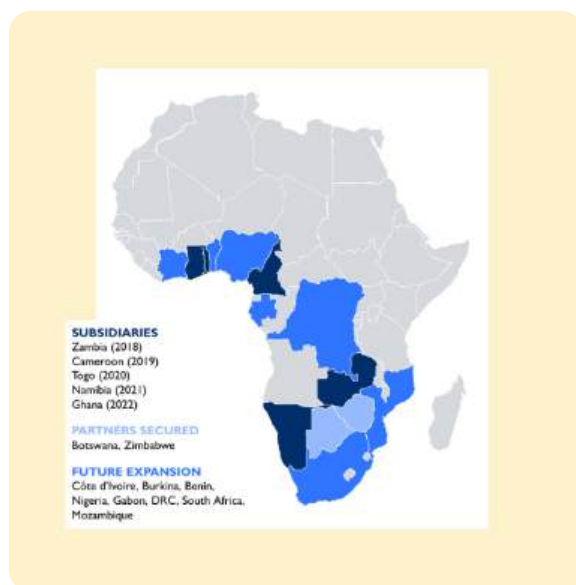 SUBSIDIARIES
Zambia (2018)
Cameroon (2019)
Togo (2020)
Namibia (2021)
Ghana (2022)
PARTNERS SECURED
Botswana, Zimbabwe
FUTURE EXPANSION
Côte d'Ivoire, Burkina, Benin,
Nigeria, Gabon, DRC, South Africa,
Mozambique